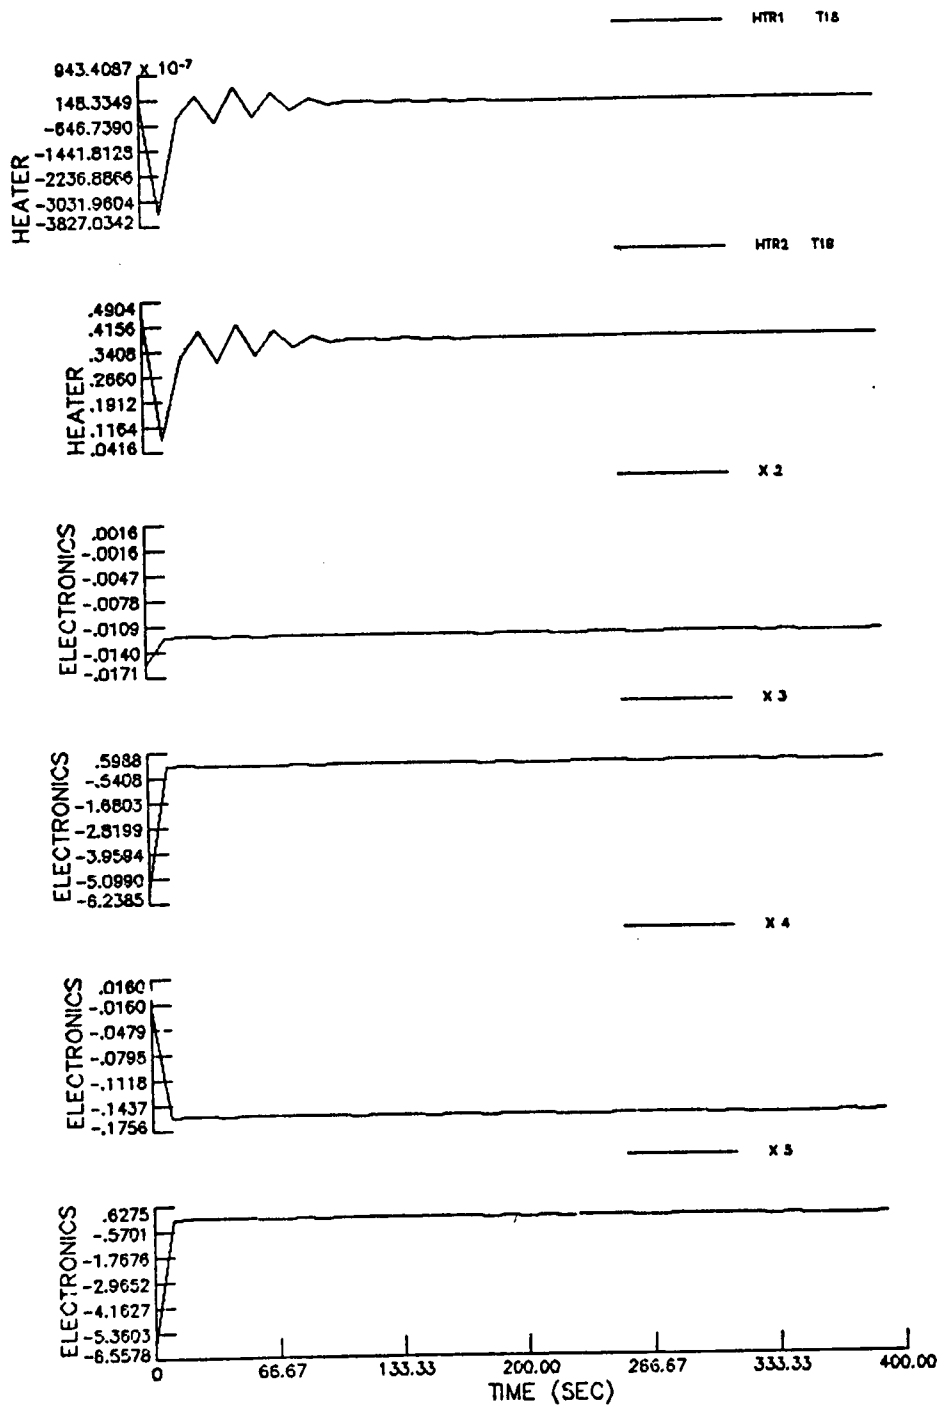 HTR1 T18
943.4087 x 10-7
148.3349
-646.7390
-1441.8128
-2236.8866
-3031.9604
-3827.0342
HEATER
HTR2 T18
.4904
.4156
.3408
.2660
.1912
.1164
.0416
HEATER
X 2
.0016
-.0016
-.0047
-.0078
-.0109
-.0140
-.0171
ELECTRONICS
X 3
.5988
-.5408
-1.6803
-2.8199
-3.9594
-5.0990
-6.2385
ELECTRONICS
X 4
.0160
-.0160
-.0479
-.0798
-.1118
-.1437
-.1756
ELECTRONICS
X 5
.6275
-.5701
-1.7676
-2.9652
-4.1627
-5.3603
-6.5578
ELECTRONICS
0 66.67 133.33 200.00 266.67 333.33 400.00
TIME (SEC)